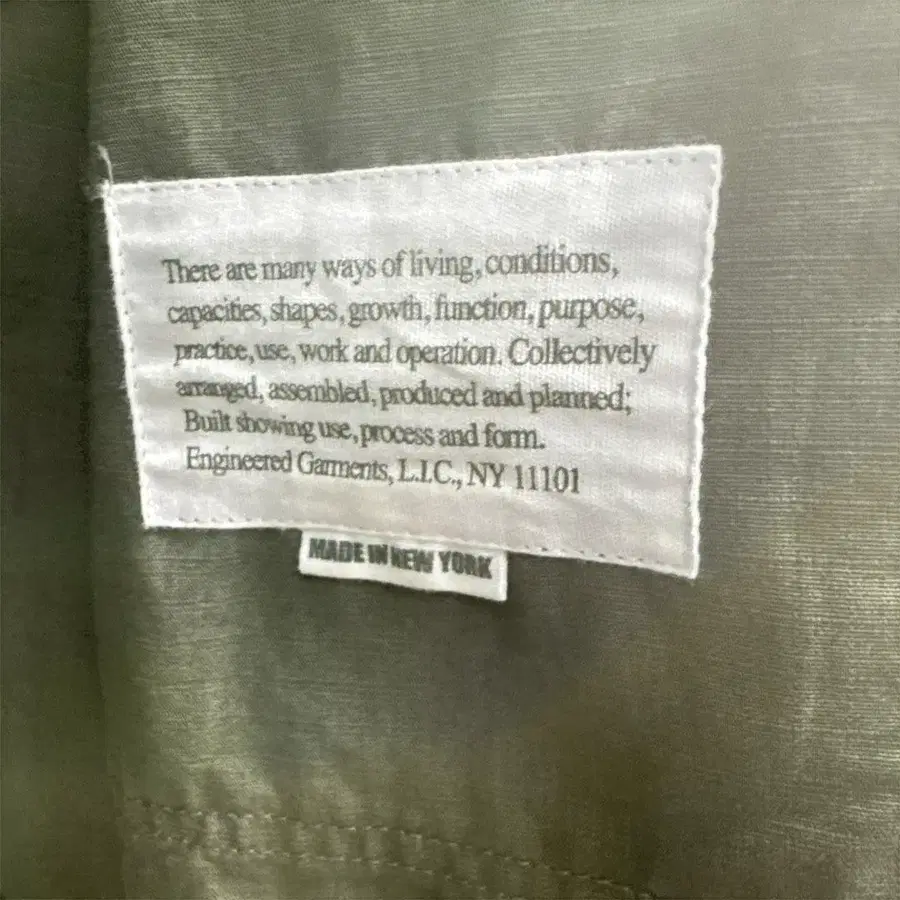 There are many ways of living, conditions,
capacities, shapes, growth, function, purpose,
practice, use, work and operation. Collectively
arranged, assembled, produced and planned;
Built showing use, process and form.
Engineered Garments, L.I.C., NY 11101
MADE IN NEW YORK